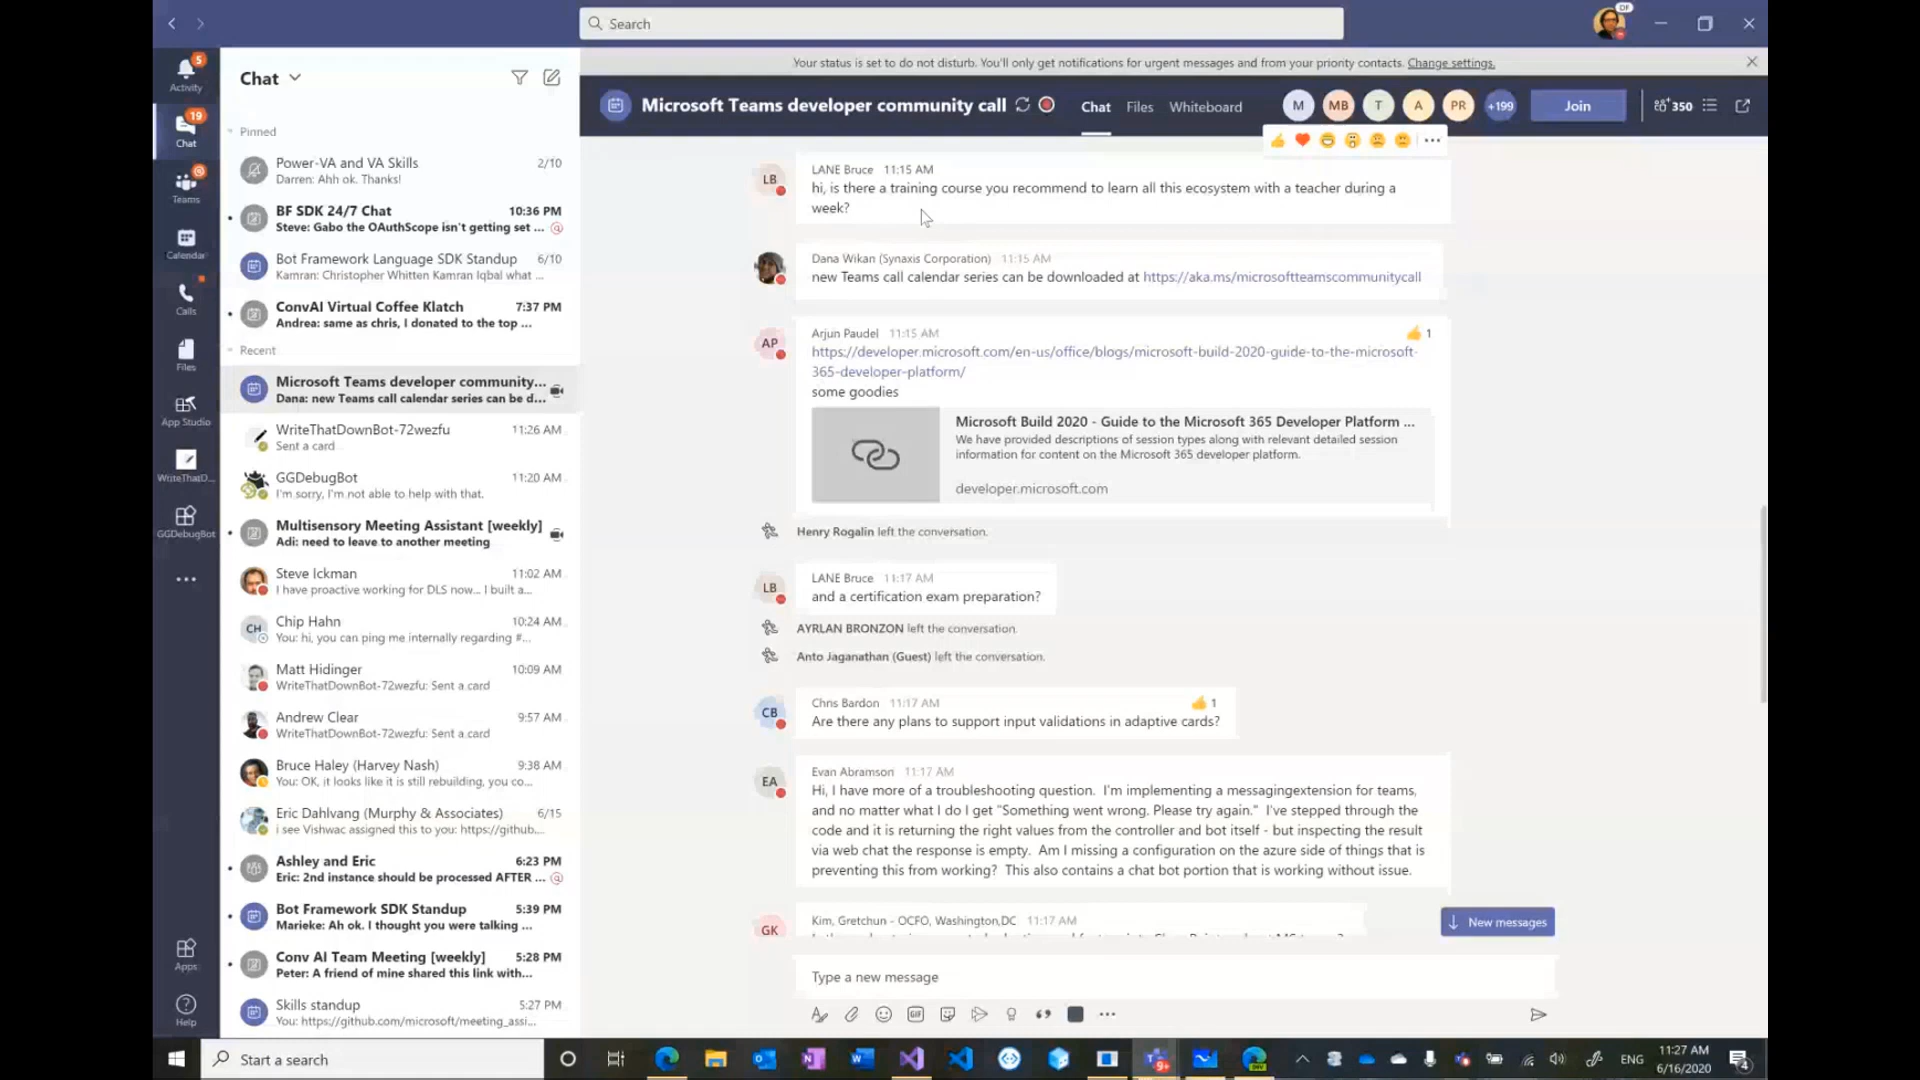 Search
DF
Your status is set to do not disturb. You'll only get notifications for urgent messages and from your priority contacts. Change settings.
5
Activity
19
Chat
Teams
Calendar
Calls
Files
App Studio
WriteThatD...
GGDebugBot
Apps
Help
Chat
Pinned
Power-VA and VA Skills 2/10
Darren: Ahh ok. Thanks!
BF SDK 24/7 Chat 10:36 PM
Steve: Gabo the OAuthScope isn't getting set ...
Bot Framework Language SDK Standup 6/10
Kamran: Christopher Whitten Kamran Iqbal what ...
ConvAI Virtual Coffee Klatch 7:37 PM
Andrea: same as chris, I donated to the top ...
Recent
Microsoft Teams developer community...
Dana: new Teams call calendar series can be d...
WriteThatDownBot-72wezfu 11:26 AM
Sent a card
GGDebugBot 11:20 AM
I'm sorry, I'm not able to help with that.
Multisensory Meeting Assistant [weekly]
Adi: need to leave to another meeting
Steve Ickman 11:02 AM
I have proactive working for DLS now... I built a...
CH
Chip Hahn 10:24 AM
You: hi, you can ping me internally regarding #...
Matt Hidinger 10:09 AM
WriteThatDownBot-72wezfu: Sent a card
Andrew Clear 9:57 AM
WriteThatDownBot-72wezfu: Sent a card
Bruce Haley (Harvey Nash) 9:38 AM
You: OK, it looks like it is still rebuilding, you co...
Eric Dahlvang (Murphy & Associates) 6/15
i see Vishwac assigned this to you: https://github....
Ashley and Eric 6:23 PM
Eric: 2nd instance should be processed AFTER ...
Bot Framework SDK Standup 5:39 PM
Marieke: Ah ok. I thought you were talking ...
Conv AI Team Meeting [weekly] 5:28 PM
Peter: A friend of mine shared this link with...
Skills standup 5:27 PM
You: https://github.com/microsoft/meeting_assi...
Microsoft Teams developer community call
Chat Files Whiteboard
M MB T A PR +199
Join
350
LB
LANE Bruce 11:15 AM
hi, is there a training course you recommend to learn all this ecosystem with a teacher during a
week?
Dana Wikan (Synaxis Corporation) 11:15 AM
new Teams call calendar series can be downloaded at https://aka.ms/microsoftteamscommunitycall
AP
Arjun Paudel 11:15 AM 1
https://developer.microsoft.com/en-us/office/blogs/microsoft-build-2020-guide-to-the-microsoft-
365-developer-platform/
some goodies
Microsoft Build 2020 - Guide to the Microsoft 365 Developer Platform ...
We have provided descriptions of session types along with relevant detailed session
information for content on the Microsoft 365 developer platform.
developer.microsoft.com
Henry Rogalin left the conversation.
LB
LANE Bruce 11:17 AM
and a certification exam preparation?
AYRLAN BRONZON left the conversation.
Anto Jaganathan (Guest) left the conversation.
CB
Chris Bardon 11:17 AM 1
Are there any plans to support input validations in adaptive cards?
EA
Evan Abramson 11:17 AM
Hi, I have more of a troubleshooting question. I'm implementing a messagingextension for teams,
and no matter what I do I get "Something went wrong. Please try again." I've stepped through the
code and it is returning the right values from the controller and bot itself - but inspecting the result
via web chat the response is empty. Am I missing a configuration on the azure side of things that is
preventing this from working? This also contains a chat bot portion that is working without issue.
GK
Kim, Gretchun - OCFO, Washington,DC 11:17 AM
New messages
Type a new message
GIF
Start a search
9+
DEV
ENG
11:27 AM
6/16/2020
4